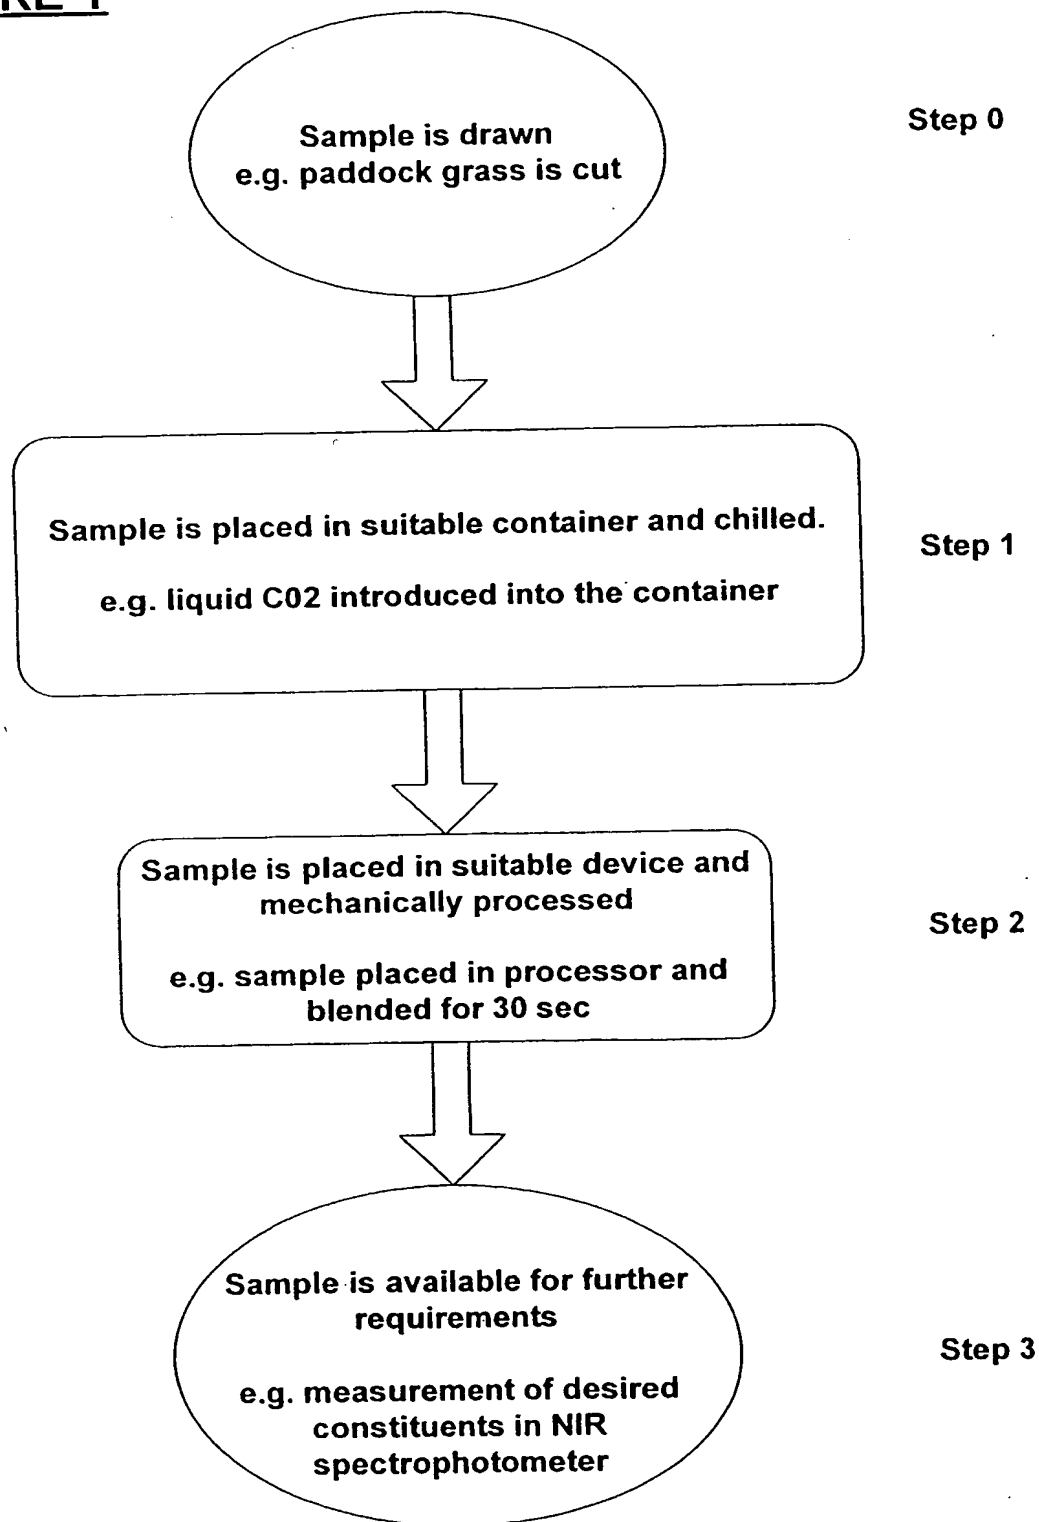 Sample is drawn
e.g. paddock grass is cut
Step 0
Sample is placed in suitable container and chilled.
e.g. liquid C02 introduced into the container
Step 1
Sample is placed in suitable device and
mechanically processed
e.g. sample placed in processor and
blended for 30 sec
Step 2
Sample is available for further
requirements
e.g. measurement of desired
constituents in NIR
spectrophotometer
Step 3